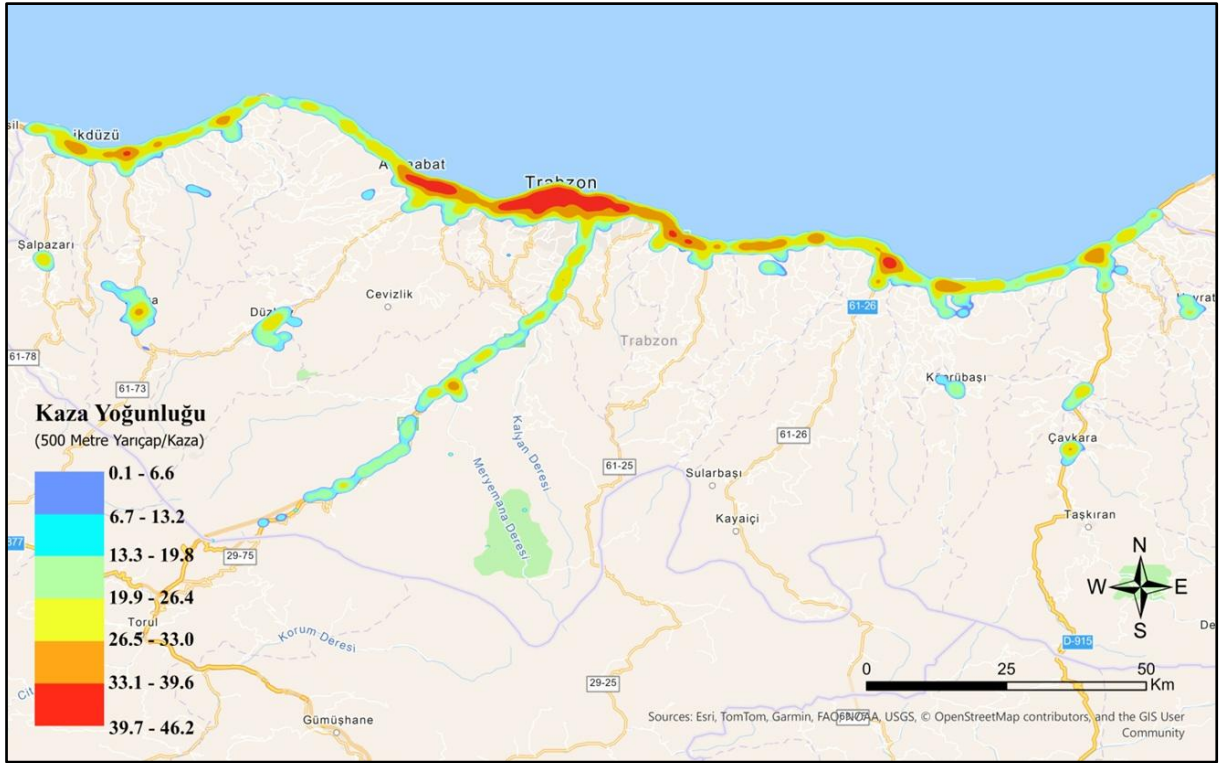 ikdüzü
Trabzon
Şalpazarı
Cevizlik
61-26
Trabzon
61-78
61-73
Kaza Yoğunluğu
(500 Metre Yarıçap/Kaza)
0.1 - 6.6
6.7 - 13.2
13.3 - 19.8
19.9 - 26.4
26.5 - 33.0
33.1 - 39.6
39.7 - 46.2
Kalyan Deresi
Meryemana Deresi
61-26
61-25
Sularbaşı
Kayaiçi
Köprübaşı
Çavkara
Taşkıran
29-75
Torul
Korum Deresi
Gümüşhane
29-25
D-915
N
W E
S
0 25 50
Km
Sources: Esri, TomTom, Garmin, FAO, NOAA, USGS, © OpenStreetMap contributors, and the GIS User
Community